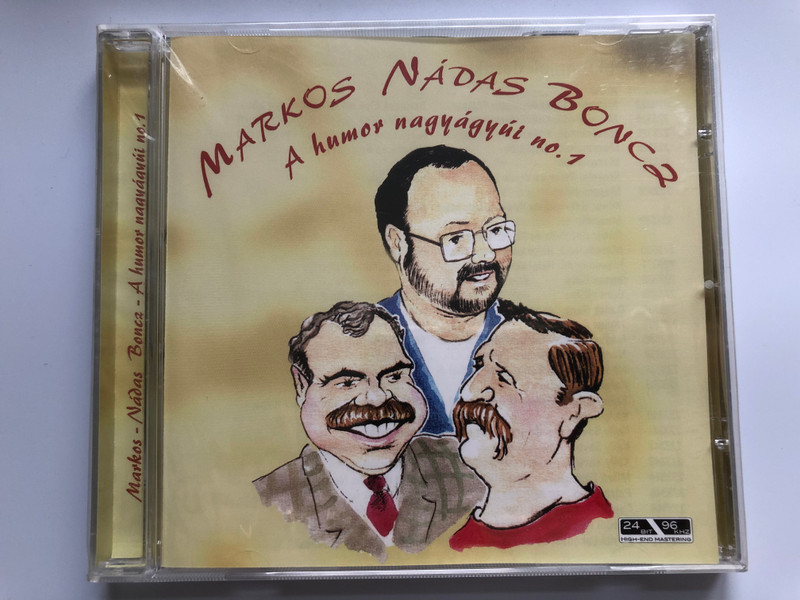 MARKOS NÁDAS BONCZ
A humor nagyágyúi no.1
Markos - Nádas Boncz - A humor nagyágyúi no.1
24 BIT 96 KHZ
HIGH-END MASTERING